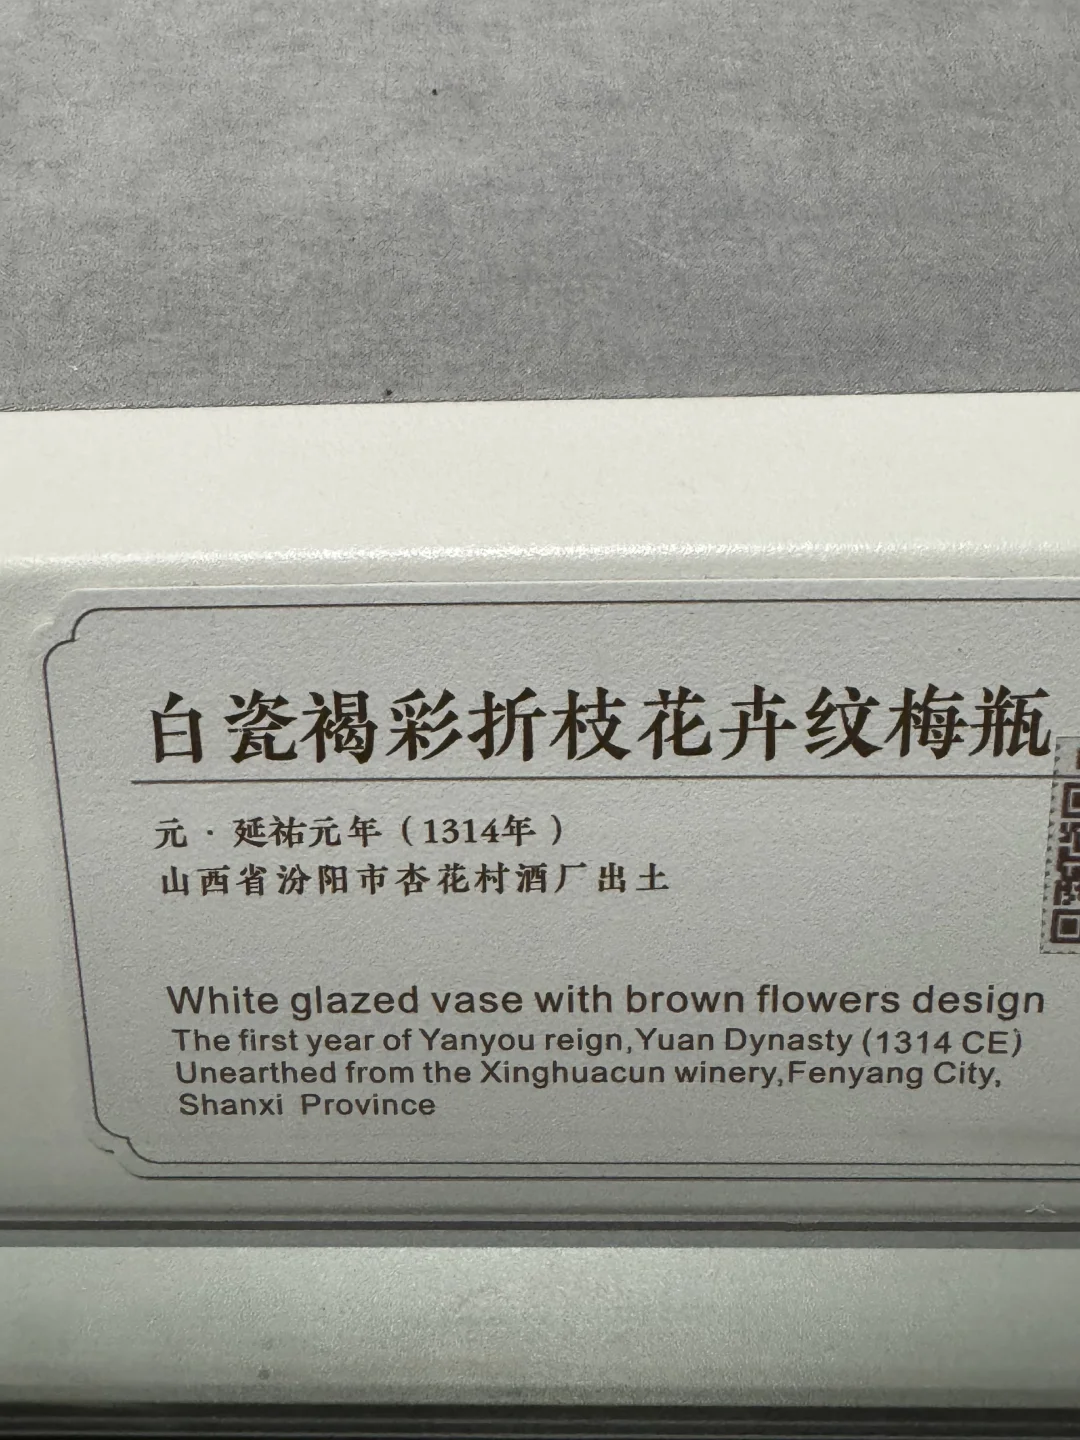 白瓷褐彩折枝花卉纹梅瓶
元·延祐元年（1314年）
山西省汾阳市杏花村酒厂出土
White glazed vase with brown flowers design
The first year of Yanyou reign,Yuan Dynasty (1314 CE)
Unearthed from the Xinghuacun winery,Fenyang City,
Shanxi Province